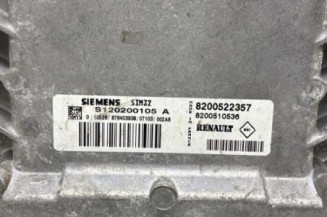 SIEMENS SIM32
S120200105 A
8200522357
8200510536
RENAULT